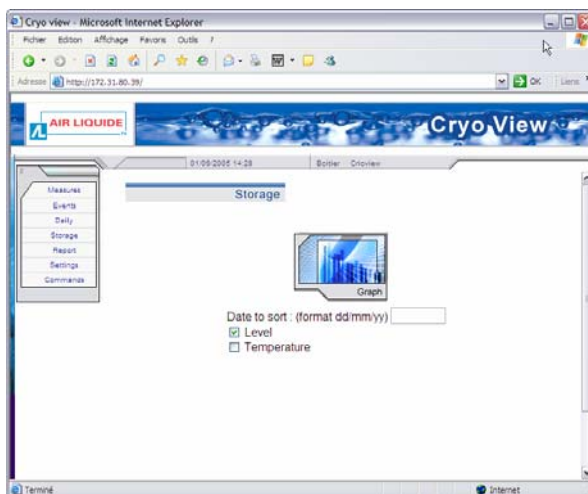 Cryo view - Microsoft Internet Explorer
Fichier Edition Affichage Favoris Outils ?
Adresse http://172.31.80.39/ OK Liens
AIR LIQUIDE Cryo View
01/06/2005 14:28 Boitier Crioview
Measures
Events
Daily
Storage
Report
Settings
Commands
Storage
Graph
Date to sort : (format dd/mm/yy)
Level
Temperature
Terminé Internet